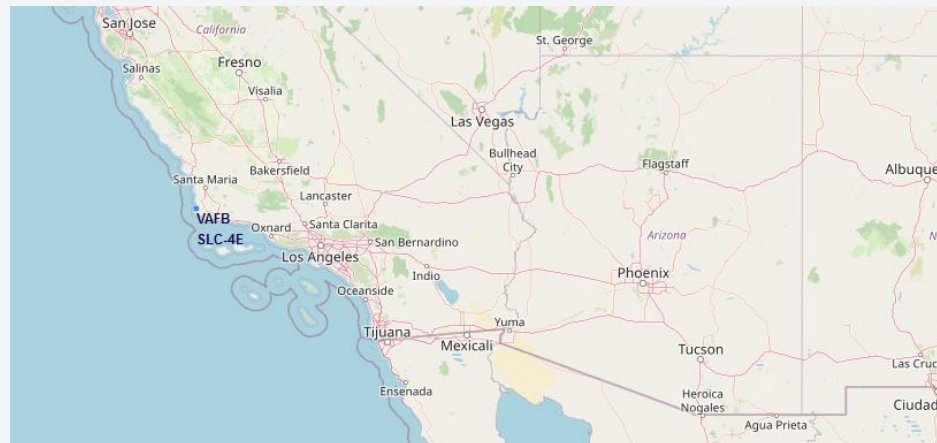 San Jose
California
St. George
Salinas
Fresno
Visalia
Las Vegas
Bullhead
City
Flagstaff
Albuque
Bakersfield
Santa Maria
Lancaster
VAFB
SLC-4E
Oxnard
Santa Clarita
San Bernardino
Los Angeles
Arizona
N
Indio
Phoenix
Oceanside
Yuma
Tijuana
Mexicali
Tucson
Las Cruc
Ensenada
Heroica
Nogales
Ciudad
Agua Prieta